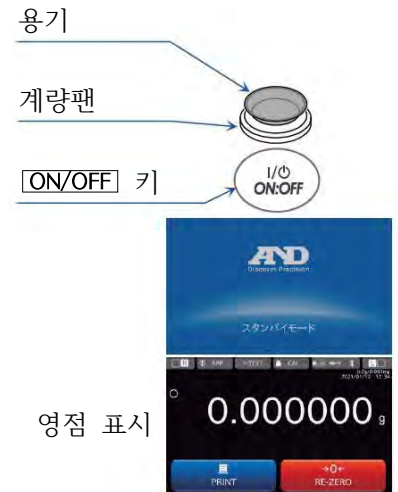 용기
계량팬
ON/OFF 키
I/⏻
ON:OFF
AND
Discover Precision
スタンバイモード
영점 표시
0.000000 g
PRINT
→0←
RE-ZERO